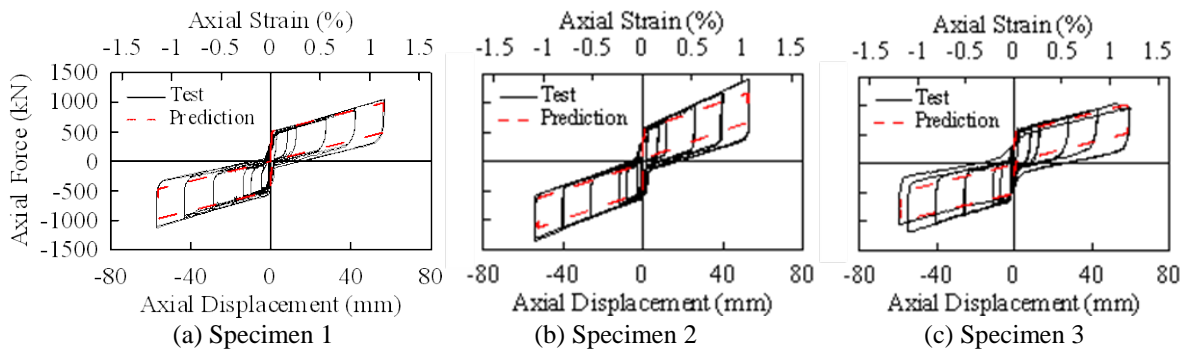 Axial Strain (%)
-1.5 -1 -0.5 0 0.5 1 1.5
Axial Force (kN)
1500
1000
500
0
-500
-1000
-1500
Test
Prediction
-80 -40 0 40 80
Axial Displacement (mm)
(a) Specimen 1
Axial Strain (%)
-1.5 -1 -0.5 0 0.5 1 1.5
Test
Prediction
-80 -40 0 40 80
Axial Displacement (mm)
(b) Specimen 2
Axial Strain (%)
-1.5 -1 -0.5 0 0.5 1 1.5
Test
Prediction
-80 -40 0 40 80
Axial Displacement (mm)
(c) Specimen 3